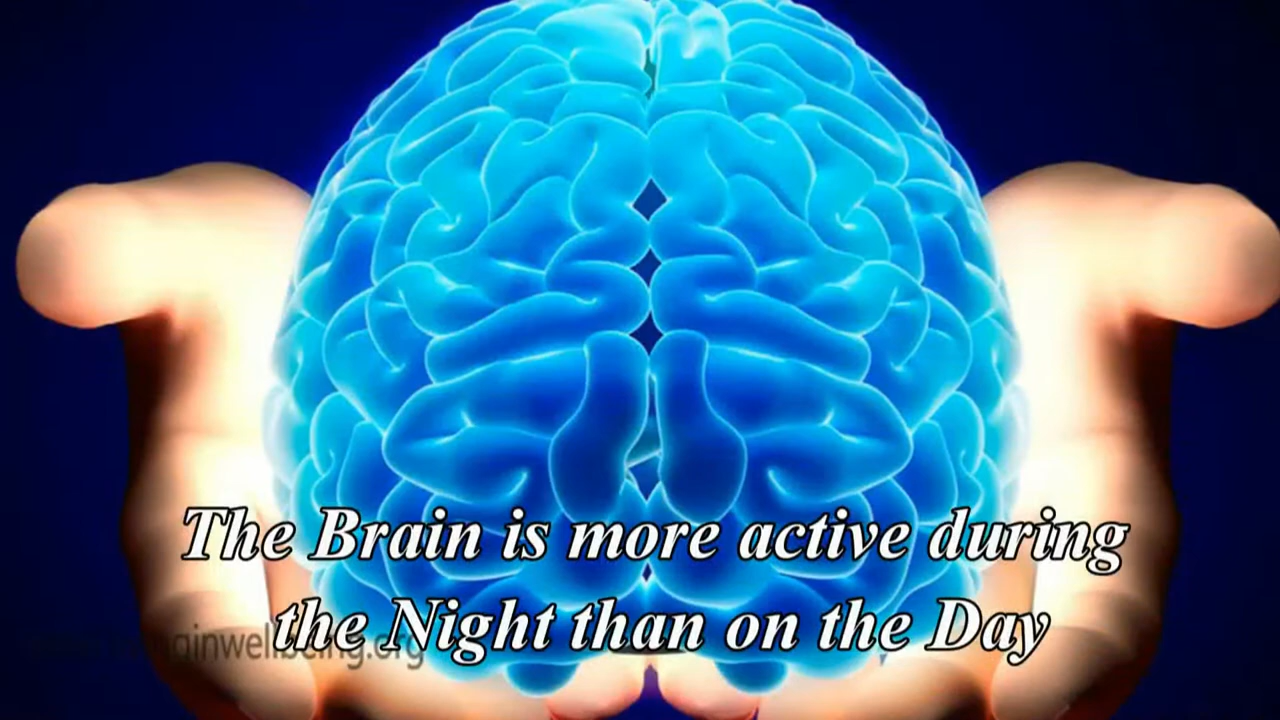 The Brain is more active during
the Night than on the Day